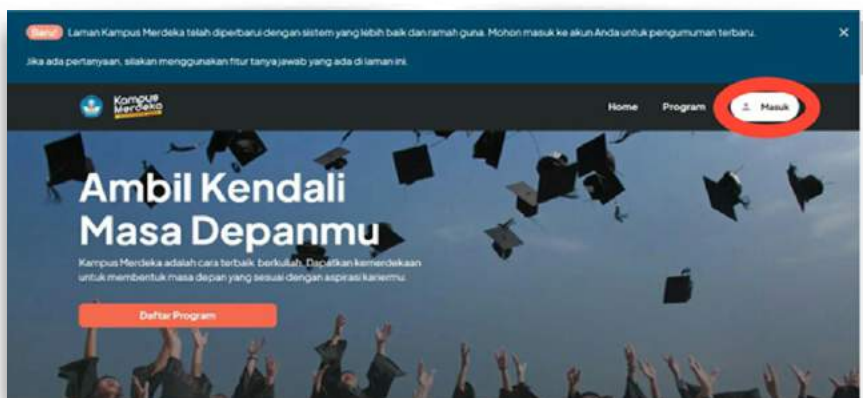 Baru! Laman Kampus Merdeka telah diperbarui dengan sistem yang lebih baik dan ramah guna. Mohon masuk ke akun Anda untuk pengumuman terbaru.
Jika ada pertanyaan, silakan menggunakan fitur tanya jawab yang ada di laman ini.
Kampus
Merdeka
Home Program Masuk
Ambil Kendali
Masa Depanmu
Kampus Merdeka adalah cara terbaik berkuliah. Dapatkan kemerdekaan
untuk membentuk masa depan yang sesuai dengan aspirasi kariermu.
Daftar Program